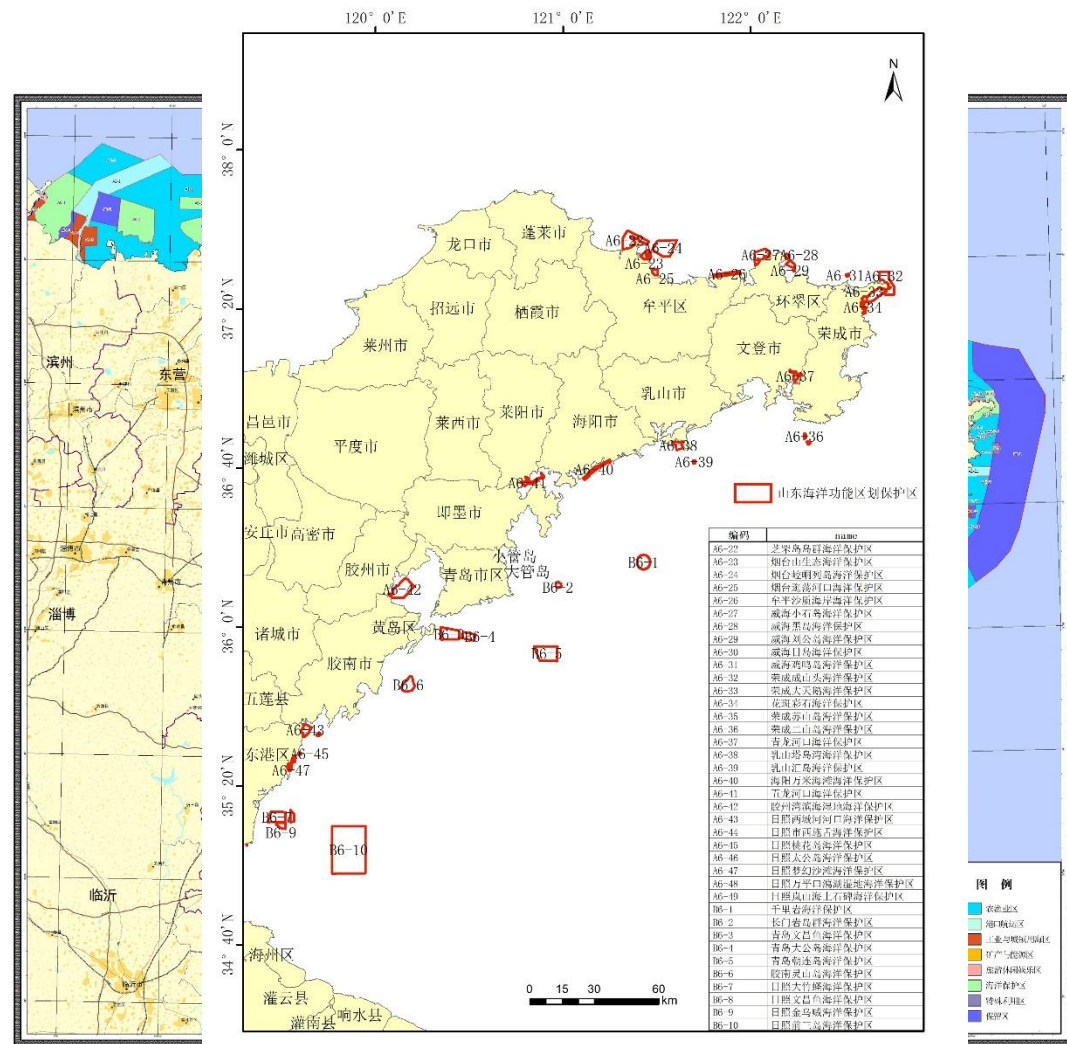 120° 0'E
121° 0'E
122° 0'E
N
38° 0'N
37° 20'N
36° 40'N
36° 0'N
35° 20'N
34° 40'N
滨州
东营
淄博
临沂
蓬莱市
龙口市
招远市
栖霞市
莱州市
牟平区
环翠区
荣成市
文登市
乳山市
莱阳市
海阳市
莱西市
平度市
昌邑市
潍城区
即墨市
安丘市
高密市
胶州市
青岛市区
小管岛
大管岛
黄岛区
诸城市
胶南市
五莲县
东港区
海州区
灌云县
灌南县
响水县
A6-22
A6-24
A6-23
A6-25
A6-26
A6-27
A6-28
A6-29
A6-31
A6-32
A6-33
A6-34
A6-37
A6-36
A6-38
A6-39
A6-40
A6-41
A6-42
B6-1
B6-2
B6-4
B6-5
B6-6
A6-43
A6-45
A6-47
B6-7
B6-9
B6-10
山东海洋功能区划保护区
编码 name
A6-22 芝罘岛岛群海洋保护区
A6-23 烟台山生态海洋保护区
A6-24 烟台崆峒列岛海洋保护区
A6-25 烟台逛荡河口海洋保护区
A6-26 牟平沙质海岸海洋保护区
A6-27 威海小石岛海洋保护区
A6-28 威海黑岛海洋保护区
A6-29 威海刘公岛海洋保护区
A6-30 威海日岛海洋保护区
A6-31 威海鸡鸣岛海洋保护区
A6-32 荣成成山头海洋保护区
A6-33 荣成大天鹅海洋保护区
A6-34 花斑彩石海洋保护区
A6-35 荣成苏山岛海洋保护区
A6-36 荣成二山岛海洋保护区
A6-37 青龙河口海洋保护区
A6-38 乳山塔岛湾海洋保护区
A6-39 乳山汇岛海洋保护区
A6-40 海阳万米海滩海洋保护区
A6-41 五龙河口海洋保护区
A6-42 胶州湾滨海湿地海洋保护区
A6-43 日照两城河河口海洋保护区
A6-44 日照市西施舌海洋保护区
A6-45 日照桃花岛海洋保护区
A6-46 日照太公岛海洋保护区
A6-47 日照梦幻沙滩海洋保护区
A6-48 日照万平口潟湖湿地海洋保护区
A6-49 日照岚山海上石碑海洋保护区
B6-1 千里岩海洋保护区
B6-2 长门岩岛群海洋保护区
B6-3 青岛文昌鱼海洋保护区
B6-4 青岛大公岛海洋保护区
B6-5 青岛朝连岛海洋保护区
B6-6 胶南灵山岛海洋保护区
B6-7 日照大竹蛏海洋保护区
B6-8 日照文昌鱼海洋保护区
B6-9 日照金乌贼海洋保护区
B6-10 日照前三岛海洋保护区
0 15 30 60
km
图 例
农渔业区
港口航运区
工业与城镇用海区
矿产与能源区
旅游休闲娱乐区
海洋保护区
特殊利用区
保留区